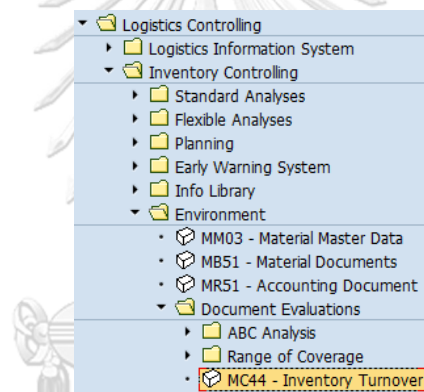 Logistics Controlling
Logistics Information System
Inventory Controlling
Standard Analyses
Flexible Analyses
Planning
Early Warning System
Info Library
Environment
MM03 - Material Master Data
MB51 - Material Documents
MR51 - Accounting Document
Document Evaluations
ABC Analysis
Range of Coverage
MC44 - Inventory Turnover